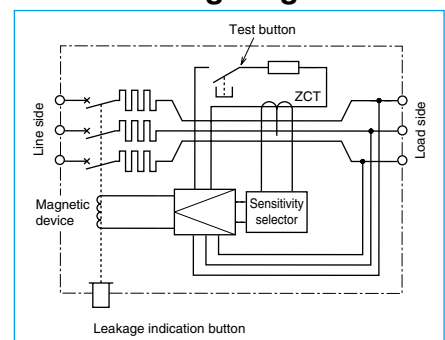 Test button
ZCT
Line side
Load side
Magnetic
device
Sensitivity
selector
Leakage indication button